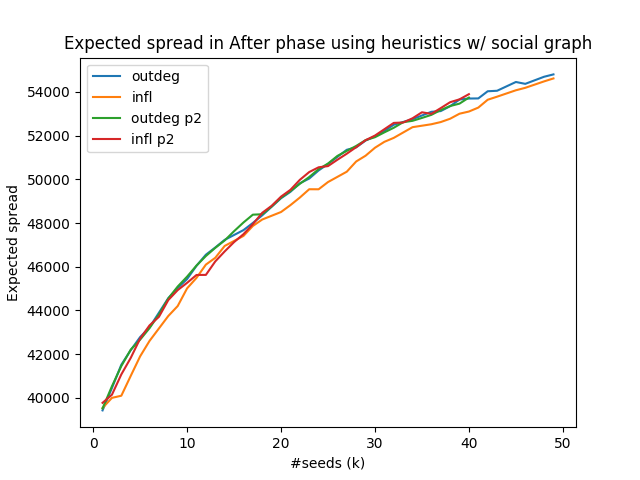 Expected spread in After phase using heuristics w/ social graph
outdeg
infl
outdeg p2
infl p2
54000
52000
50000
48000
46000
44000
42000
40000
Expected spread
0 10 20 30 40 50
#seeds (k)